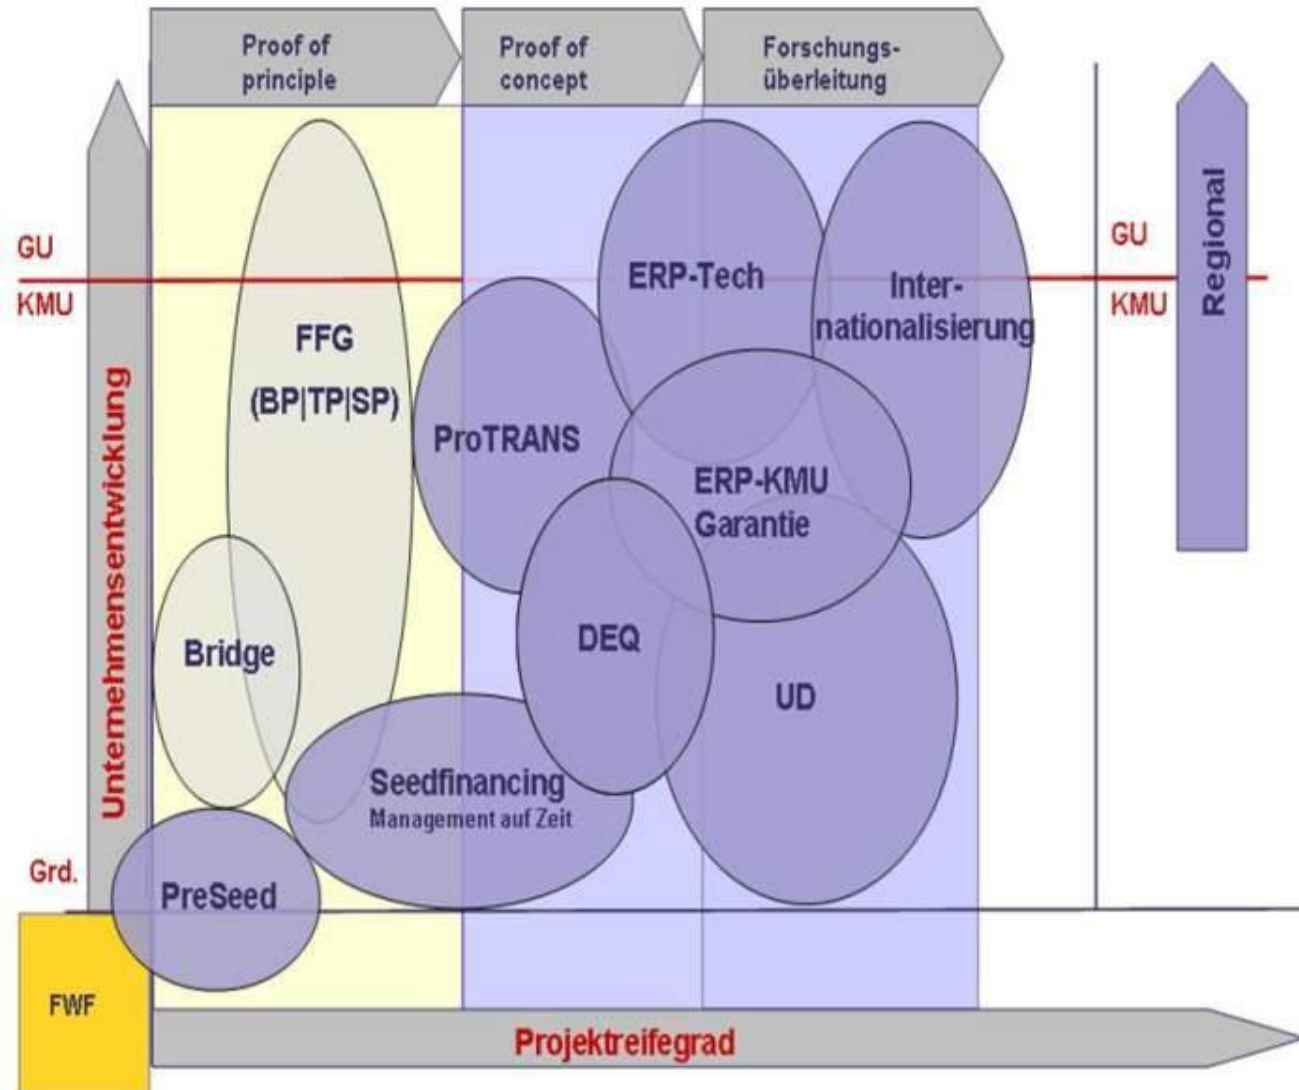 Proof of
principle
Proof of
concept
Forschungs-
überleitung
GU
KMU
GU
KMU
Regional
Unternehmensentwicklung
ERP-Tech
Inter-
nationalisierung
FFG
(BP|TP|SP)
ProTRANS
ERP-KMU
Garantie
Bridge
DEQ
UD
Seedfinancing
Management auf Zeit
Grd.
PreSeed
FWF
Projektreifegrad